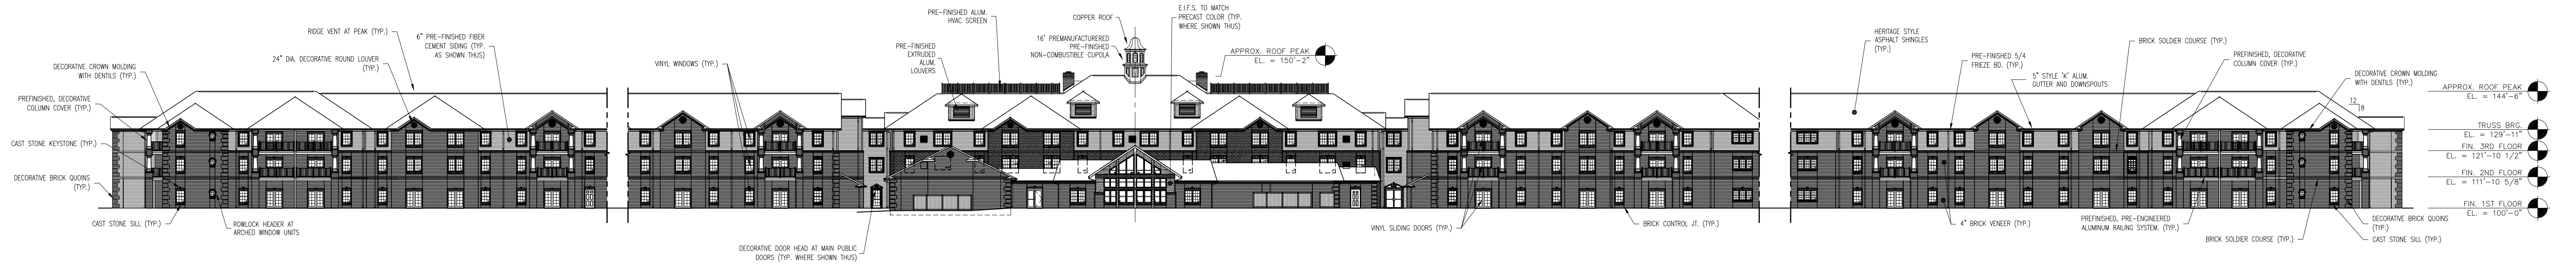 RIDGE VENT AT PEAK (TYP.)
6" PRE-FINISHED FIBER
CEMENT SIDING (TYP.
AS SHOWN THUS)
24" DIA. DECORATIVE ROUND LOUVER
(TYP.)
DECORATIVE CROWN MOLDING
WITH DENTILS (TYP.)
PREFINISHED, DECORATIVE
COLUMN COVER (TYP.)
CAST STONE KEYSTONE (TYP.)
DECORATIVE BRICK QUOINS
(TYP.)
CAST STONE SILL (TYP.)
ROWLOCK HEADER AT
ARCHED WINDOW UNITS
VINYL WINDOWS (TYP.)
DECORATIVE DOOR HEAD AT MAIN PUBLIC
DOORS (TYP. WHERE SHOWN THUS)
PRE-FINISHED ALUM.
HVAC SCREEN
PRE-FINISHED
EXTRUDED
ALUM.
LOUVERS
COPPER ROOF
16' PREMANUFACTURERED
PRE-FINISHED
NON-COMBUSTIBLE CUPOLA
E.I.F.S. TO MATCH
PRECAST COLOR (TYP.
WHERE SHOWN THUS)
APPROX. ROOF PEAK
EL. = 150'-2"
VINYL SLIDING DOORS (TYP.)
BRICK CONTROL JT. (TYP.)
HERITAGE STYLE
ASPHALT SHINGLES
(TYP.)
PRE-FINISHED 5/4
FRIEZE BD. (TYP.)
5" STYLE 'K' ALUM.
GUTTER AND DOWNSPOUTS
BRICK SOLDIER COURSE (TYP.)
PREFINISHED, DECORATIVE
COLUMN COVER (TYP.)
DECORATIVE CROWN MOLDING
WITH DENTILS (TYP.)
12
8
4" BRICK VENEER (TYP.)
PREFINISHED, PRE-ENGINEERED
ALUMINUM RAILING SYSTEM. (TYP.)
BRICK SOLDIER COURSE (TYP.)
DECORATIVE BRICK QUOINS
(TYP.)
CAST STONE SILL (TYP.)
APPROX. ROOF PEAK
EL. = 144'-6"
TRUSS BRG.
EL. = 129'-11"
FIN. 3RD FLOOR
EL. = 121'-10 1/2"
FIN. 2ND FLOOR
EL. = 111'-10 5/8"
FIN. 1ST FLOOR
EL. = 100'-0"